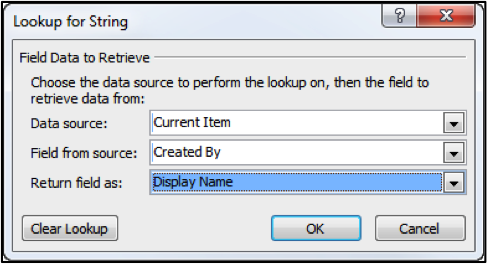 Lookup for String
?
Field Data to Retrieve
Choose the data source to perform the lookup on, then the field to
retrieve data from:
Data source: Current Item
Field from source: Created By
Return field as: Display Name
Clear Lookup OK Cancel